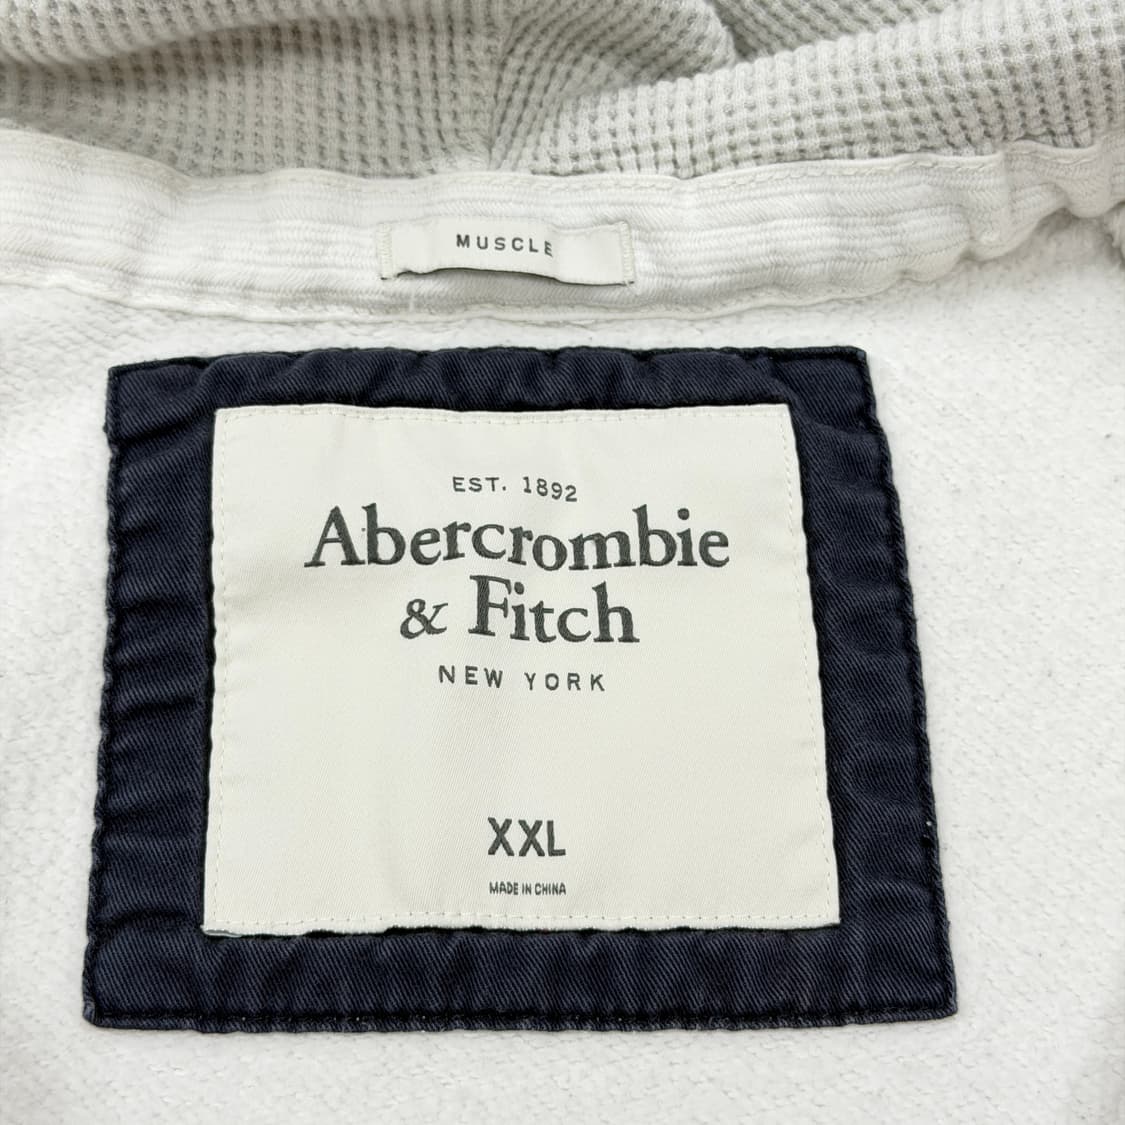 MUSCLE
EST. 1892
Abercrombie
& Fitch
NEW YORK
XXL
MADE IN CHINA